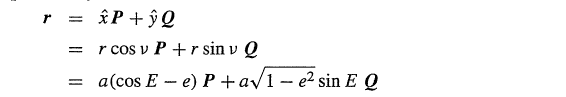 r = x̂P + ŷQ
= r cos ν P + r sin ν Q
= a(cos E − e) P + a√1 − e² sin E Q